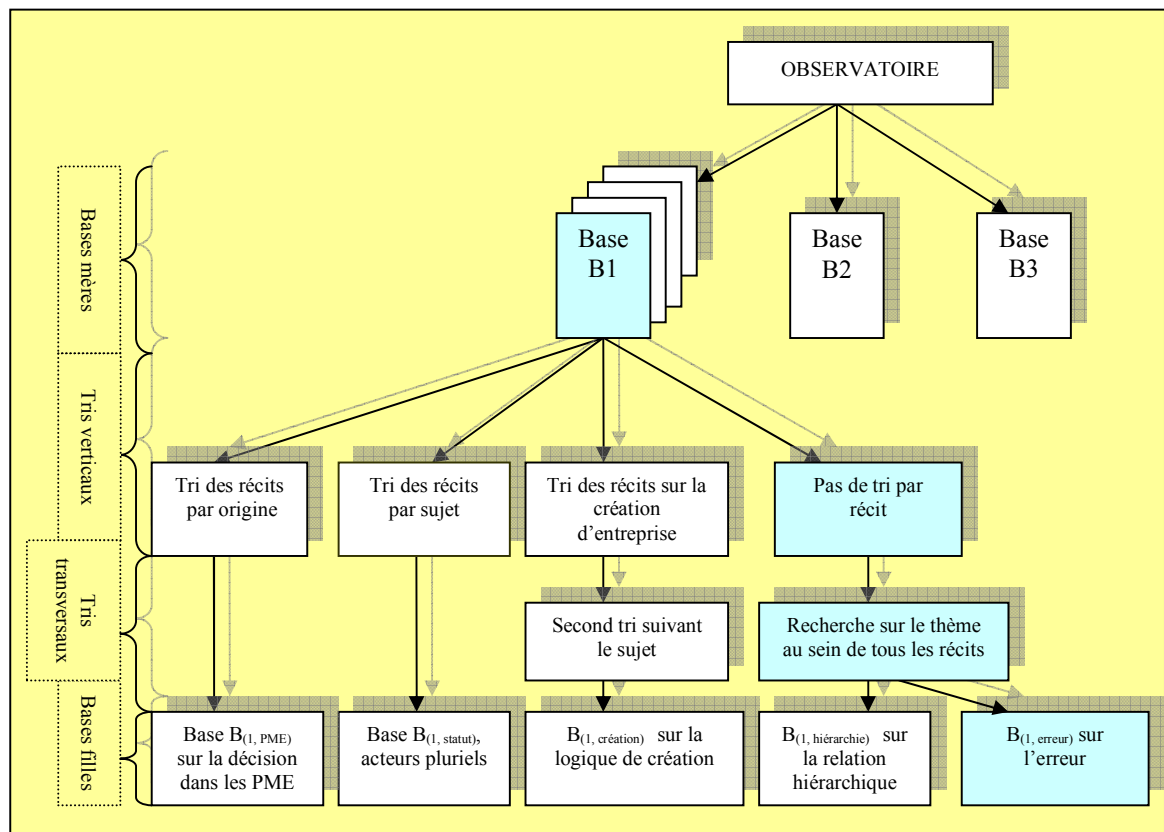 OBSERVATOIRE
Bases mères
Base
B1
Base
B2
Base
B3
Tris verticaux
Tri des récits
par origine
Tri des récits
par sujet
Tri des récits sur la
création
d’entreprise
Pas de tri par
récit
Tris
transversaux
Second tri suivant
le sujet
Recherche sur le thème
au sein de tous les récits
Bases filles
Base B(1, PME)
sur la décision
dans les PME
Base B(1, statut),
acteurs pluriels
B(1, création) sur la
logique de création
B(1, hiérarchie) sur
la relation
hiérarchique
B(1, erreur) sur
l’erreur